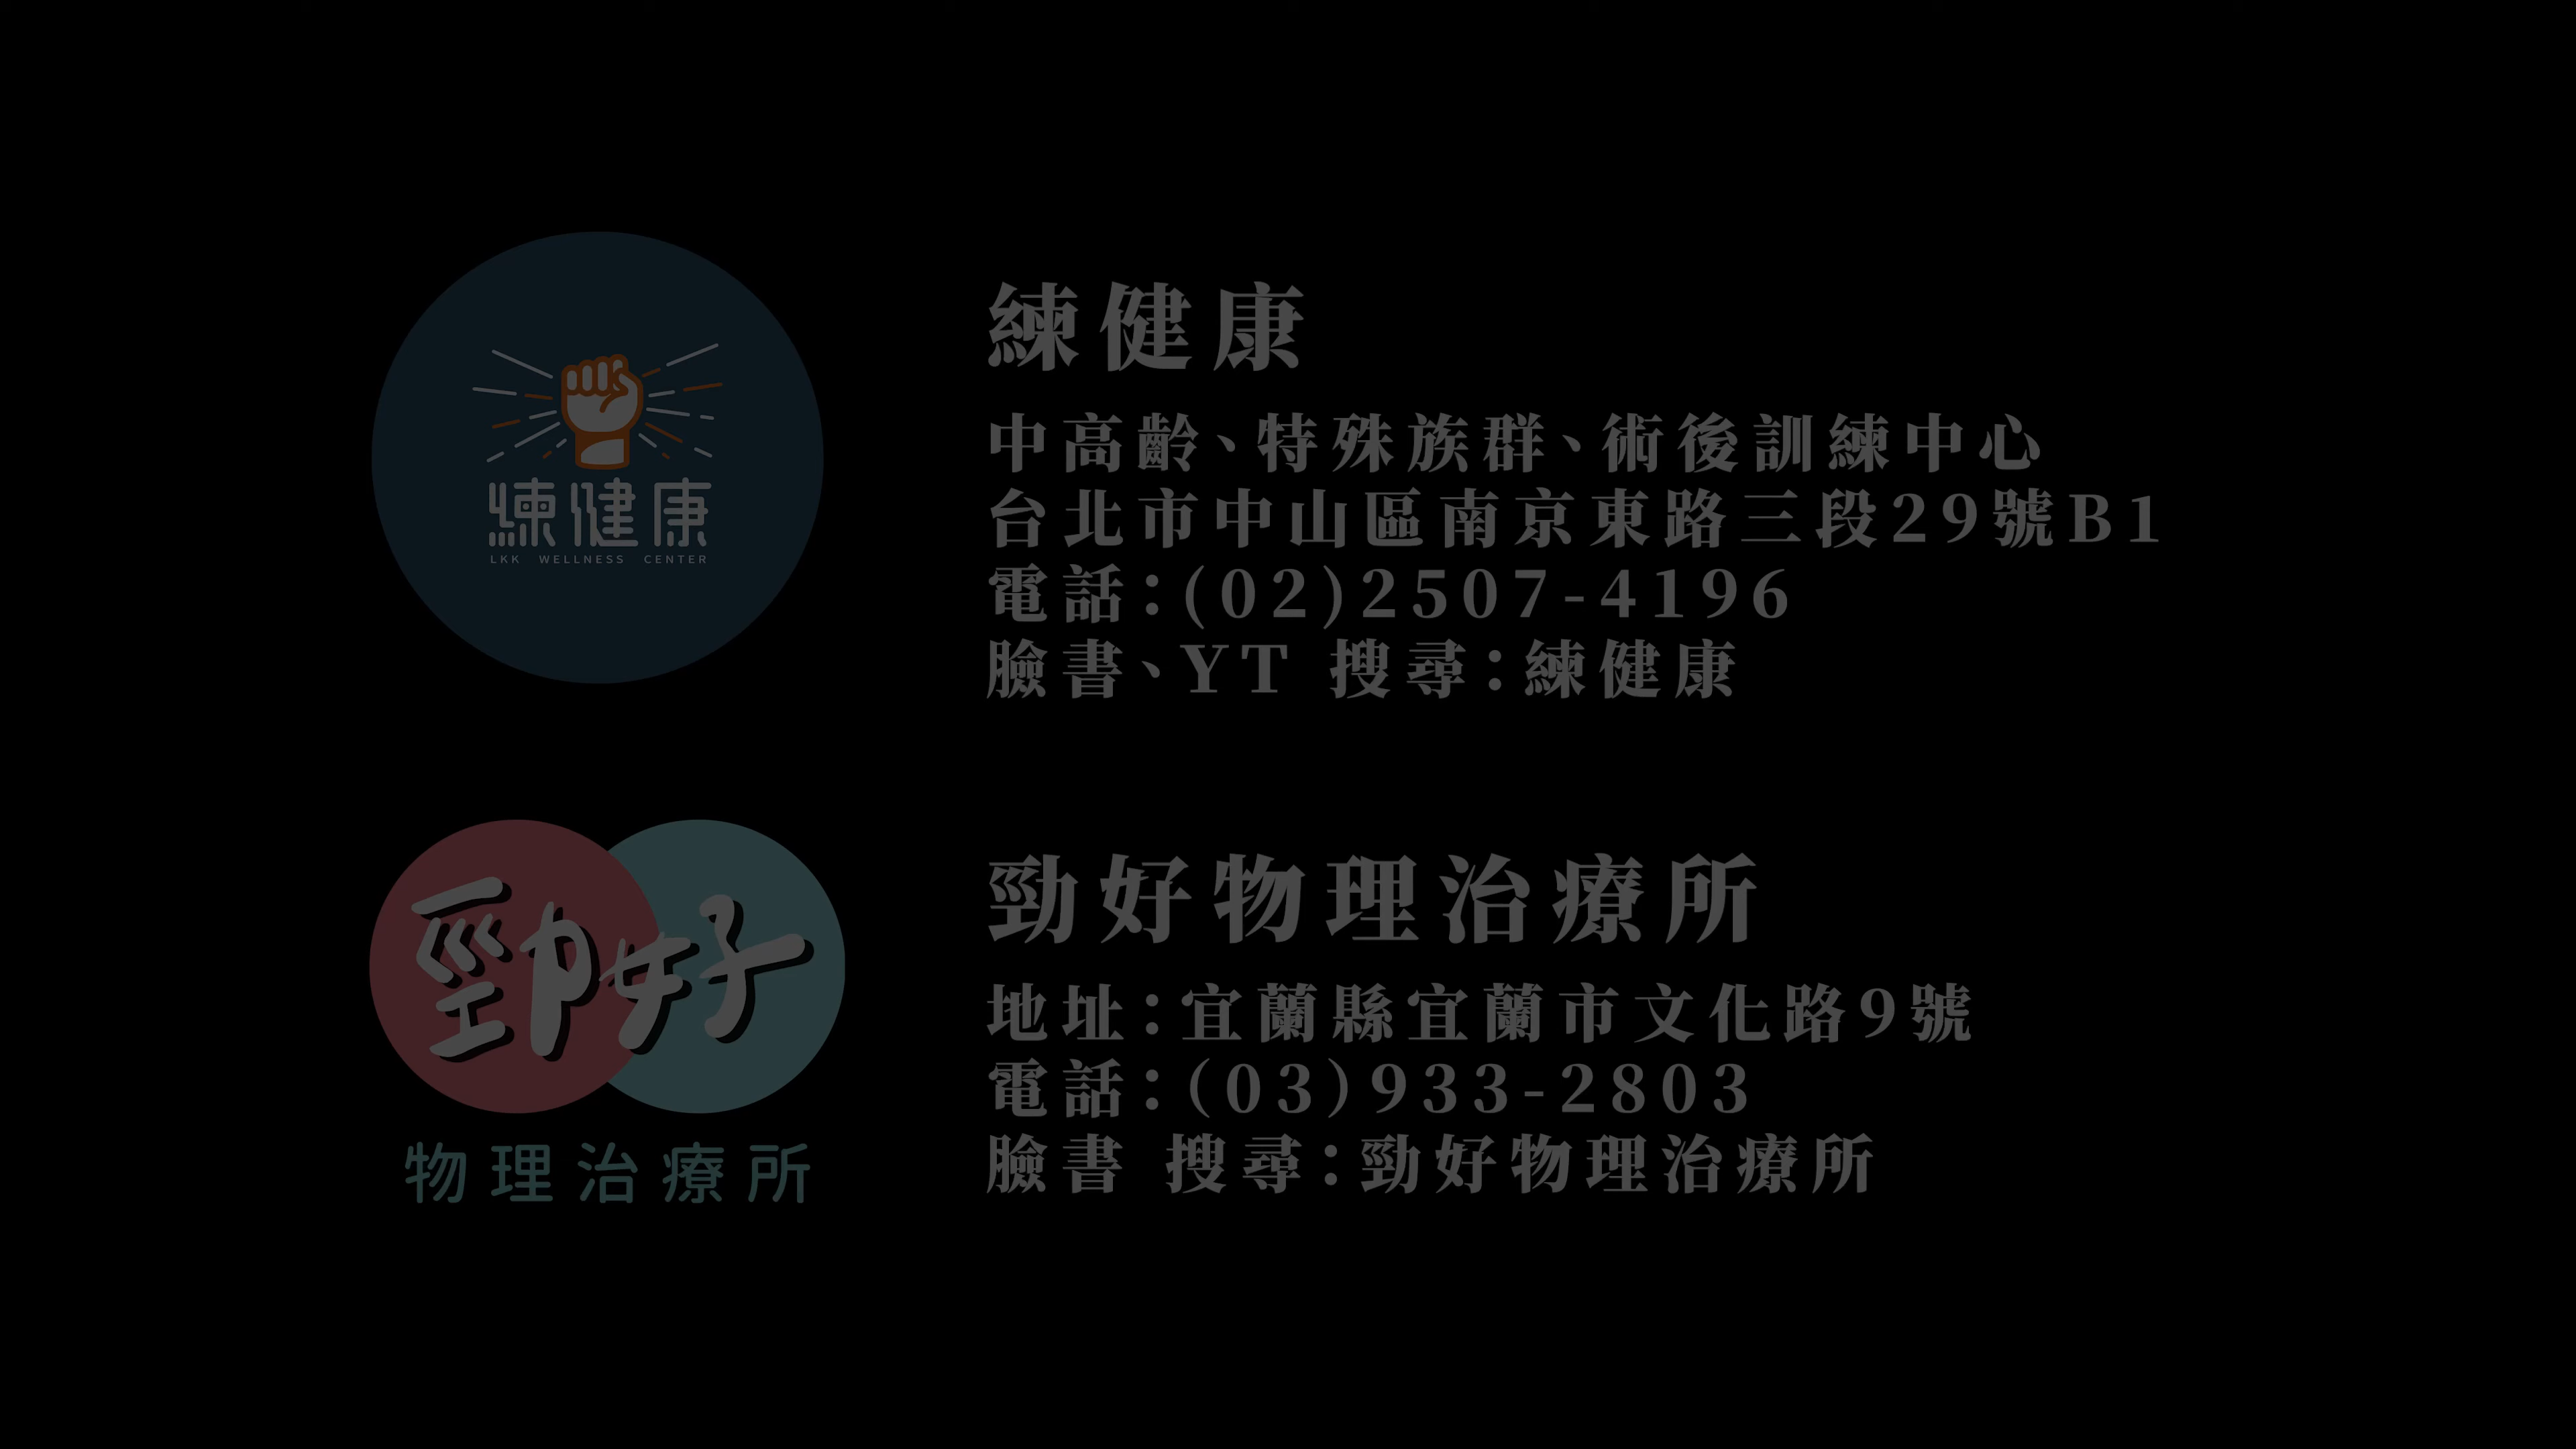 練健康
LKK WELLNESS CENTER
練健康
中高齡、特殊族群、術後訓練中心
台北市中山區南京東路三段29號B1
電話：(02)2507-4196
臉書、YT 搜尋：練健康
勁好
物理治療所
勁好物理治療所
地址：宜蘭縣宜蘭市文化路9號
電話：(03)933-2803
臉書 搜尋：勁好物理治療所